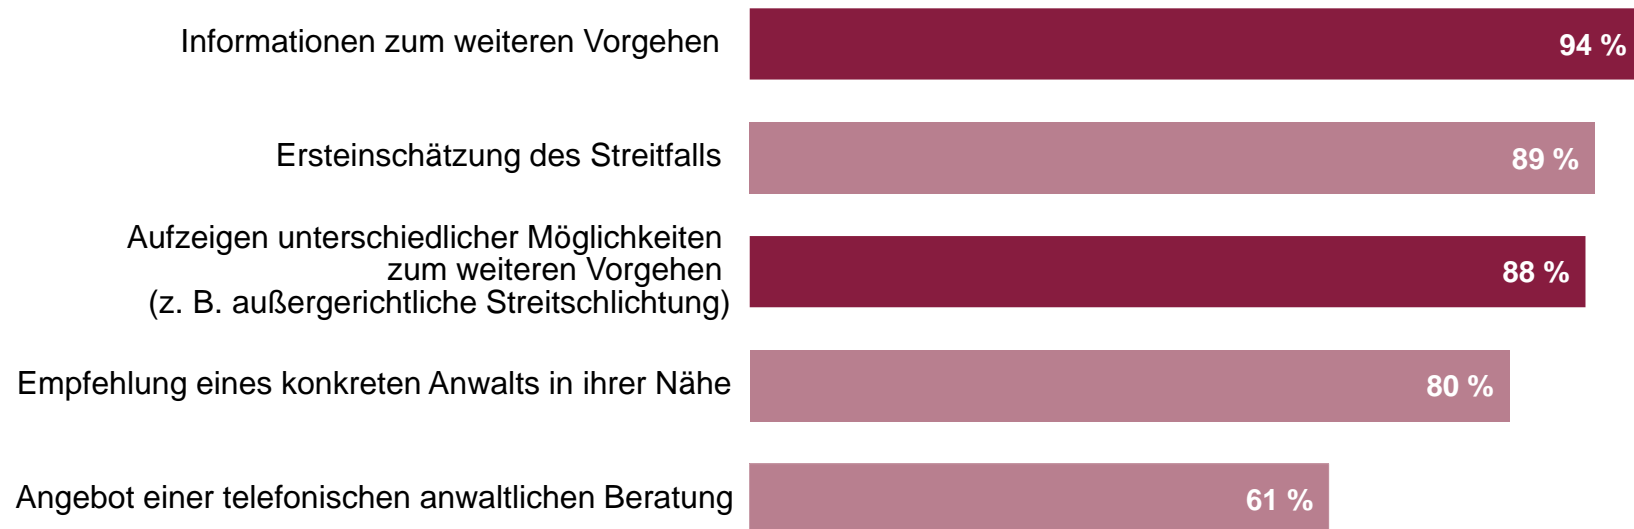 Informationen zum weiteren Vorgehen 94 %
Ersteinschätzung des Streitfalls 89 %
Aufzeigen unterschiedlicher Möglichkeiten
zum weiteren Vorgehen
(z. B. außergerichtliche Streitschlichtung)
88 %
Empfehlung eines konkreten Anwalts in ihrer Nähe 80 %
Angebot einer telefonischen anwaltlichen Beratung 61 %